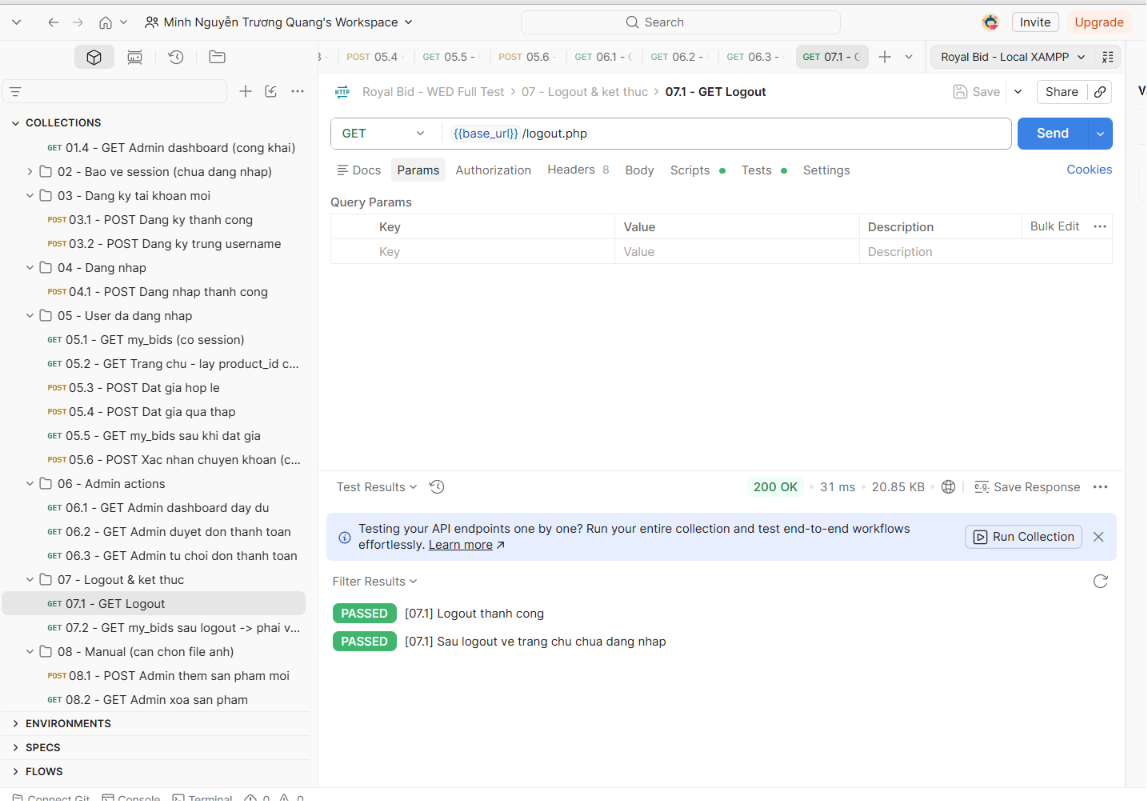 Minh Nguyễn Trương Quang's Workspace
Search
Invite
Upgrade
POST 05.4
GET 05.5 -
POST 05.6
GET 06.1 -
GET 06.2 -
GET 06.3 -
GET 07.1 -
Royal Bid - Local XAMPP
HTTP
Royal Bid - WED Full Test > 07 - Logout & ket thuc > 07.1 - GET Logout
Save
Share
GET
{{base_url}} /logout.php
Send
Docs
Params
Authorization
Headers 8
Body
Scripts
Tests
Settings
Cookies
Query Params
Key
Value
Description
Bulk Edit
Key
Value
Description
COLLECTIONS
GET 01.4 - GET Admin dashboard (cong khai)
02 - Bao ve session (chua dang nhap)
03 - Dang ky tai khoan moi
POST 03.1 - POST Dang ky thanh cong
POST 03.2 - POST Dang ky trung username
04 - Dang nhap
POST 04.1 - POST Dang nhap thanh cong
05 - User da dang nhap
GET 05.1 - GET my_bids (co session)
GET 05.2 - GET Trang chu - lay product_id c...
POST 05.3 - POST Dat gia hop le
POST 05.4 - POST Dat gia qua thap
GET 05.5 - GET my_bids sau khi dat gia
POST 05.6 - POST Xac nhan chuyen khoan (c...
06 - Admin actions
GET 06.1 - GET Admin dashboard day du
GET 06.2 - GET Admin duyet don thanh toan
GET 06.3 - GET Admin tu choi don thanh toan
07 - Logout & ket thuc
GET 07.1 - GET Logout
GET 07.2 - GET my_bids sau logout -> phai v...
08 - Manual (can chon file anh)
POST 08.1 - POST Admin them san pham moi
GET 08.2 - GET Admin xoa san pham
ENVIRONMENTS
SPECS
FLOWS
Test Results
200 OK
31 ms
20.85 KB
e.g. Save Response
Testing your API endpoints one by one? Run your entire collection and test end-to-end workflows
effortlessly. Learn more
Run Collection
Filter Results
PASSED [07.1] Logout thanh cong
PASSED [07.1] Sau logout ve trang chu chua dang nhap
Connect Git
Console
Terminal
0
0